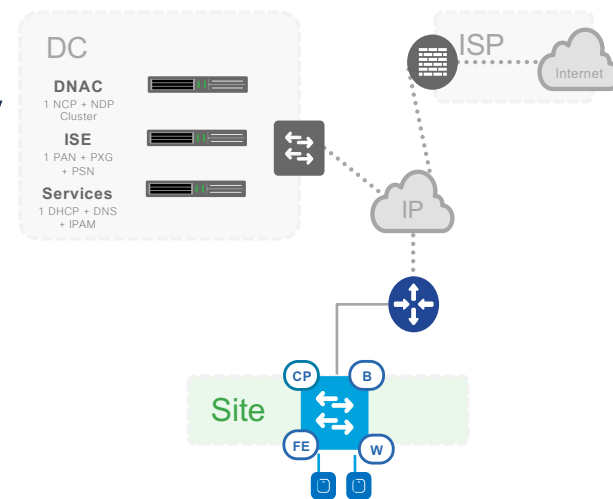 DC
DNAC
1 NCP + NDP
Cluster
ISE
1 PAN + PXG
+ PSN
Services
1 DHCP + DNS
+ IPAM
ISP
Internet
IP
CP
B
Site
FE
W